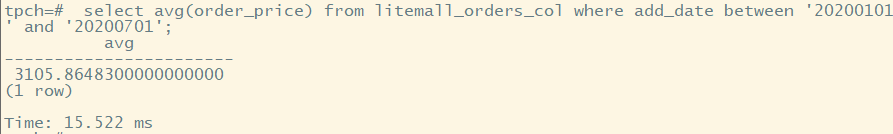 tpch=#  select avg(order_price) from litemall_orders_col where add_date between '20200101
' and '20200701';
          avg
-----------------------
 3105.8648300000000000
(1 row)
Time: 15.522 ms